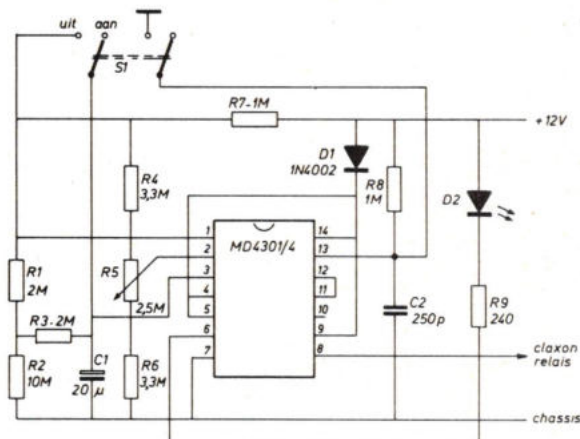 uit aan
S1
R7-1M
+12V
D1
1N4002
R4
3,3M
R8
1M
D2
1 14
2 MD4301/4 13
3 12
4 11
5 10
6 9
7 8
R1
2M
R5
2,5M
R3-2M
C2
250p
R9
240
R2
10M
C1
20 µ
R6
3,3M
claxon
relais
chassis